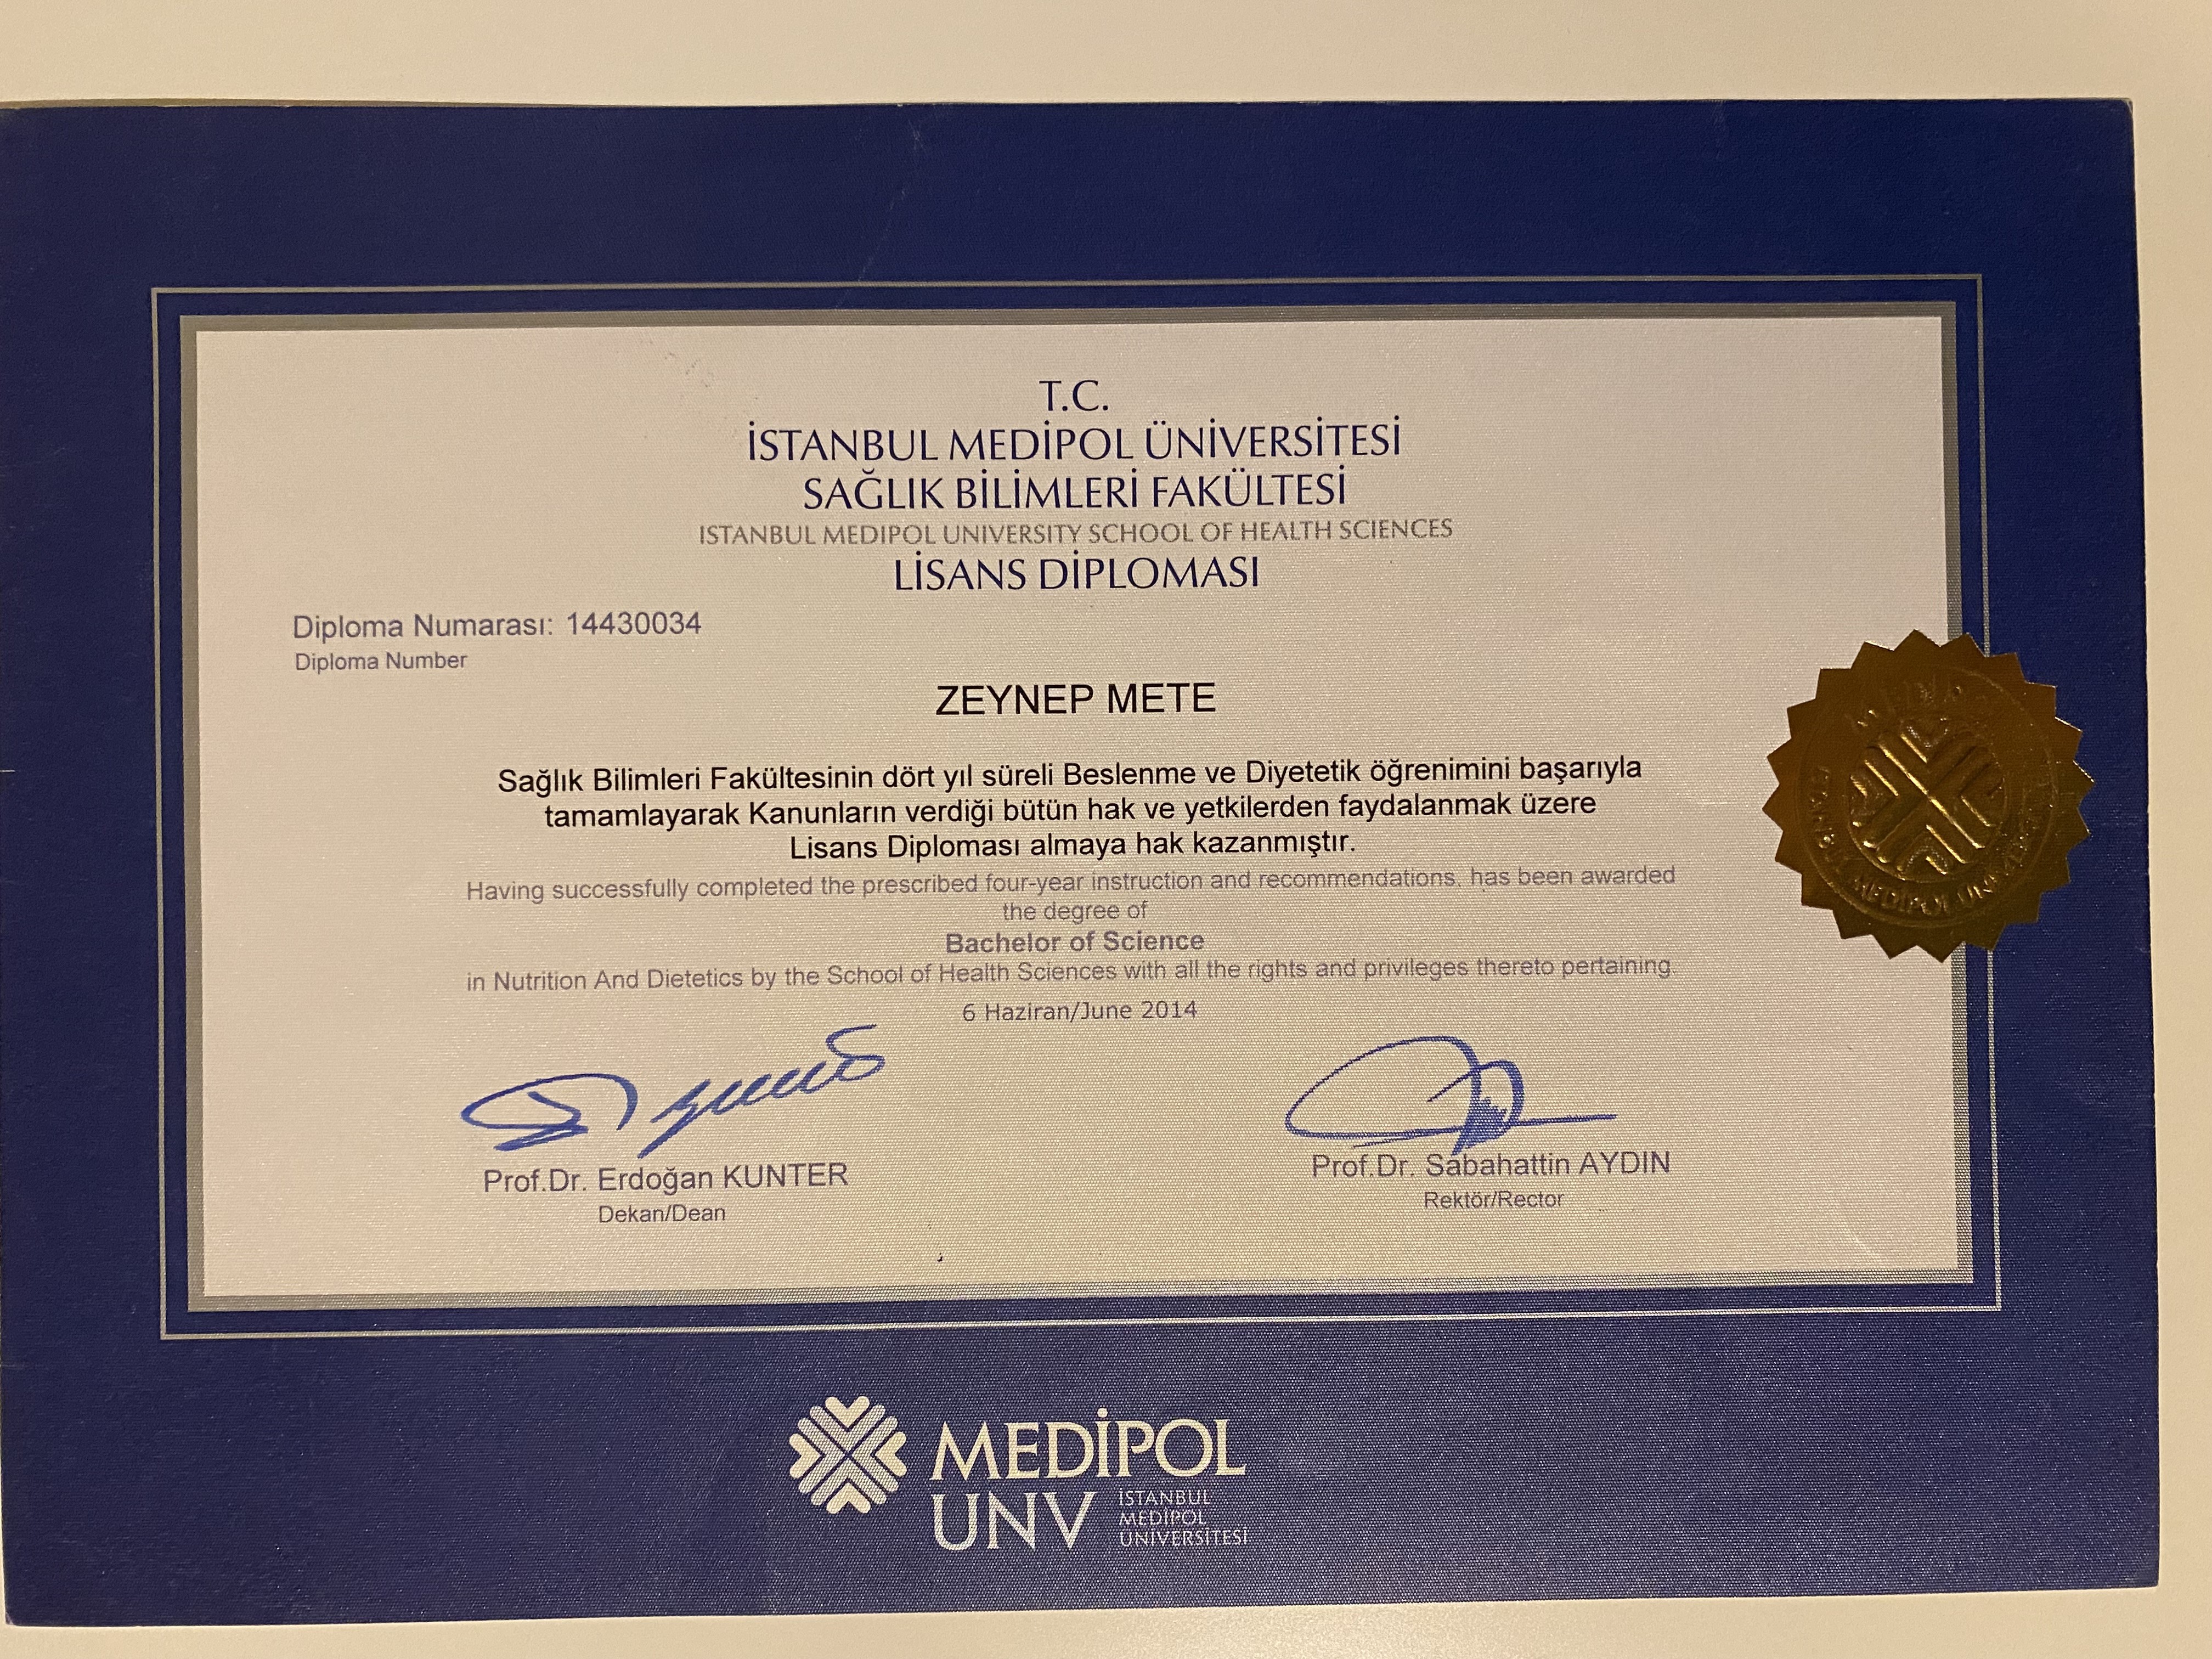 T.C.
İSTANBUL MEDİPOL ÜNİVERSİTESİ
SAĞLIK BİLİMLERİ FAKÜLTESİ
ISTANBUL MEDIPOL UNIVERSITY SCHOOL OF HEALTH SCIENCES
LİSANS DİPLOMASI
Diploma Numarası: 14430034
Diploma Number
ZEYNEP METE
Sağlık Bilimleri Fakültesinin dört yıl süreli Beslenme ve Diyetetik öğrenimini başarıyla
tamamlayarak Kanunların verdiği bütün hak ve yetkilerden faydalanmak üzere
Lisans Diploması almaya hak kazanmıştır.
Having successfully completed the prescribed four-year instruction and recommendations, has been awarded
the degree of
Bachelor of Science
in Nutrition And Dietetics by the School of Health Sciences with all the rights and privileges thereto pertaining.
6 Haziran/June 2014
Prof.Dr. Erdoğan KUNTER
Dekan/Dean
Prof.Dr. Sabahattin AYDIN
Rektör/Rector
MEDİPOL
UNV
İSTANBUL
MEDİPOL
ÜNİVERSİTESİ